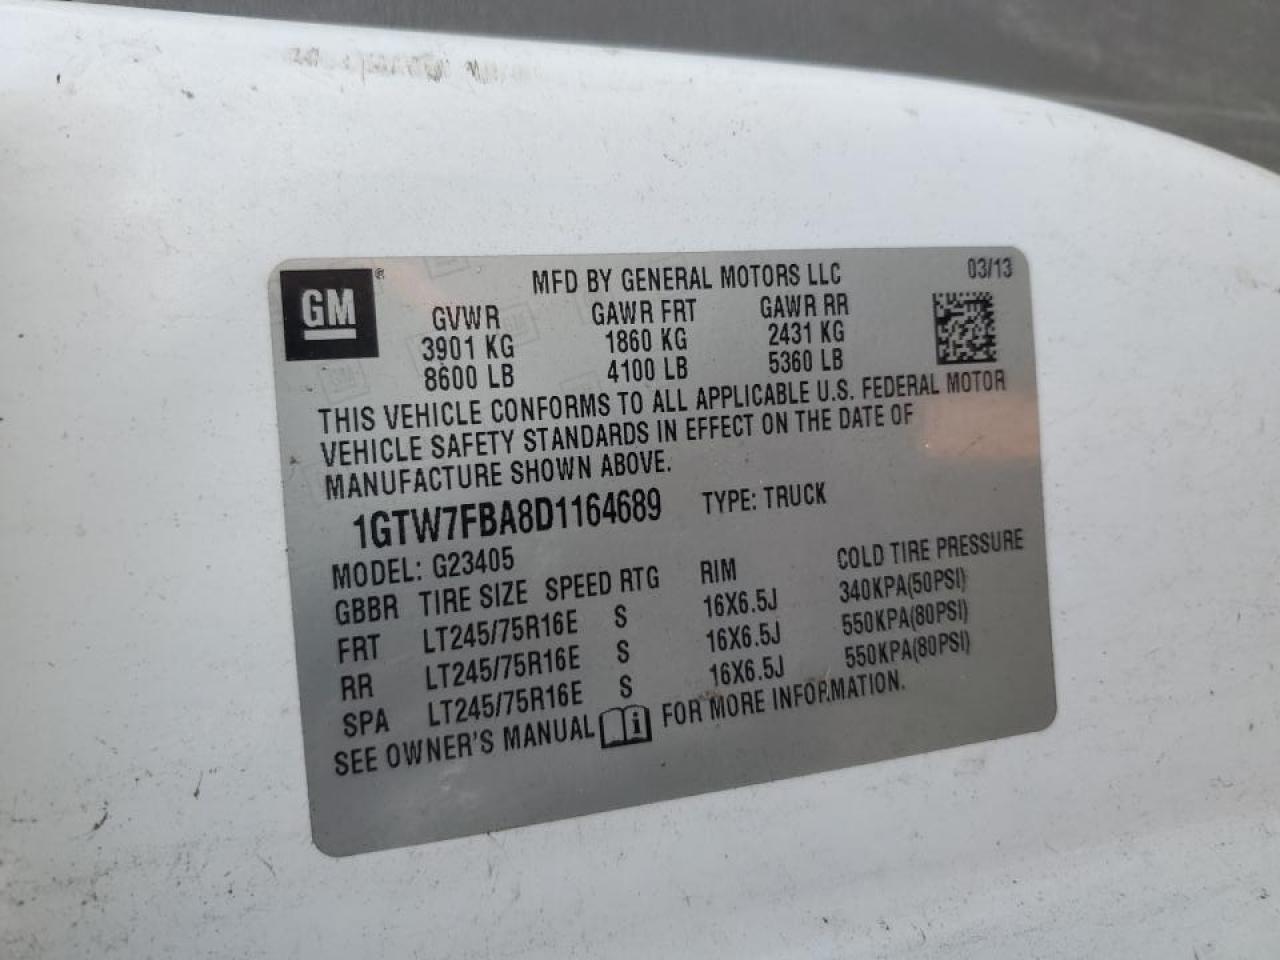 GM ® MFD BY GENERAL MOTORS LLC 03/13
GVWR GAWR FRT GAWR RR
3901 KG 1860 KG 2431 KG
8600 LB 4100 LB 5360 LB
THIS VEHICLE CONFORMS TO ALL APPLICABLE U.S. FEDERAL MOTOR
VEHICLE SAFETY STANDARDS IN EFFECT ON THE DATE OF
MANUFACTURE SHOWN ABOVE.
1GTW7FBA8D1164689 TYPE: TRUCK
MODEL: G23405
GBBR TIRE SIZE SPEED RTG RIM COLD TIRE PRESSURE
FRT LT245/75R16E S 16X6.5J 340KPA(50PSI)
RR LT245/75R16E S 16X6.5J 550KPA(80PSI)
SPA LT245/75R16E S 16X6.5J 550KPA(80PSI)
SEE OWNER'S MANUAL i FOR MORE INFORMATION.